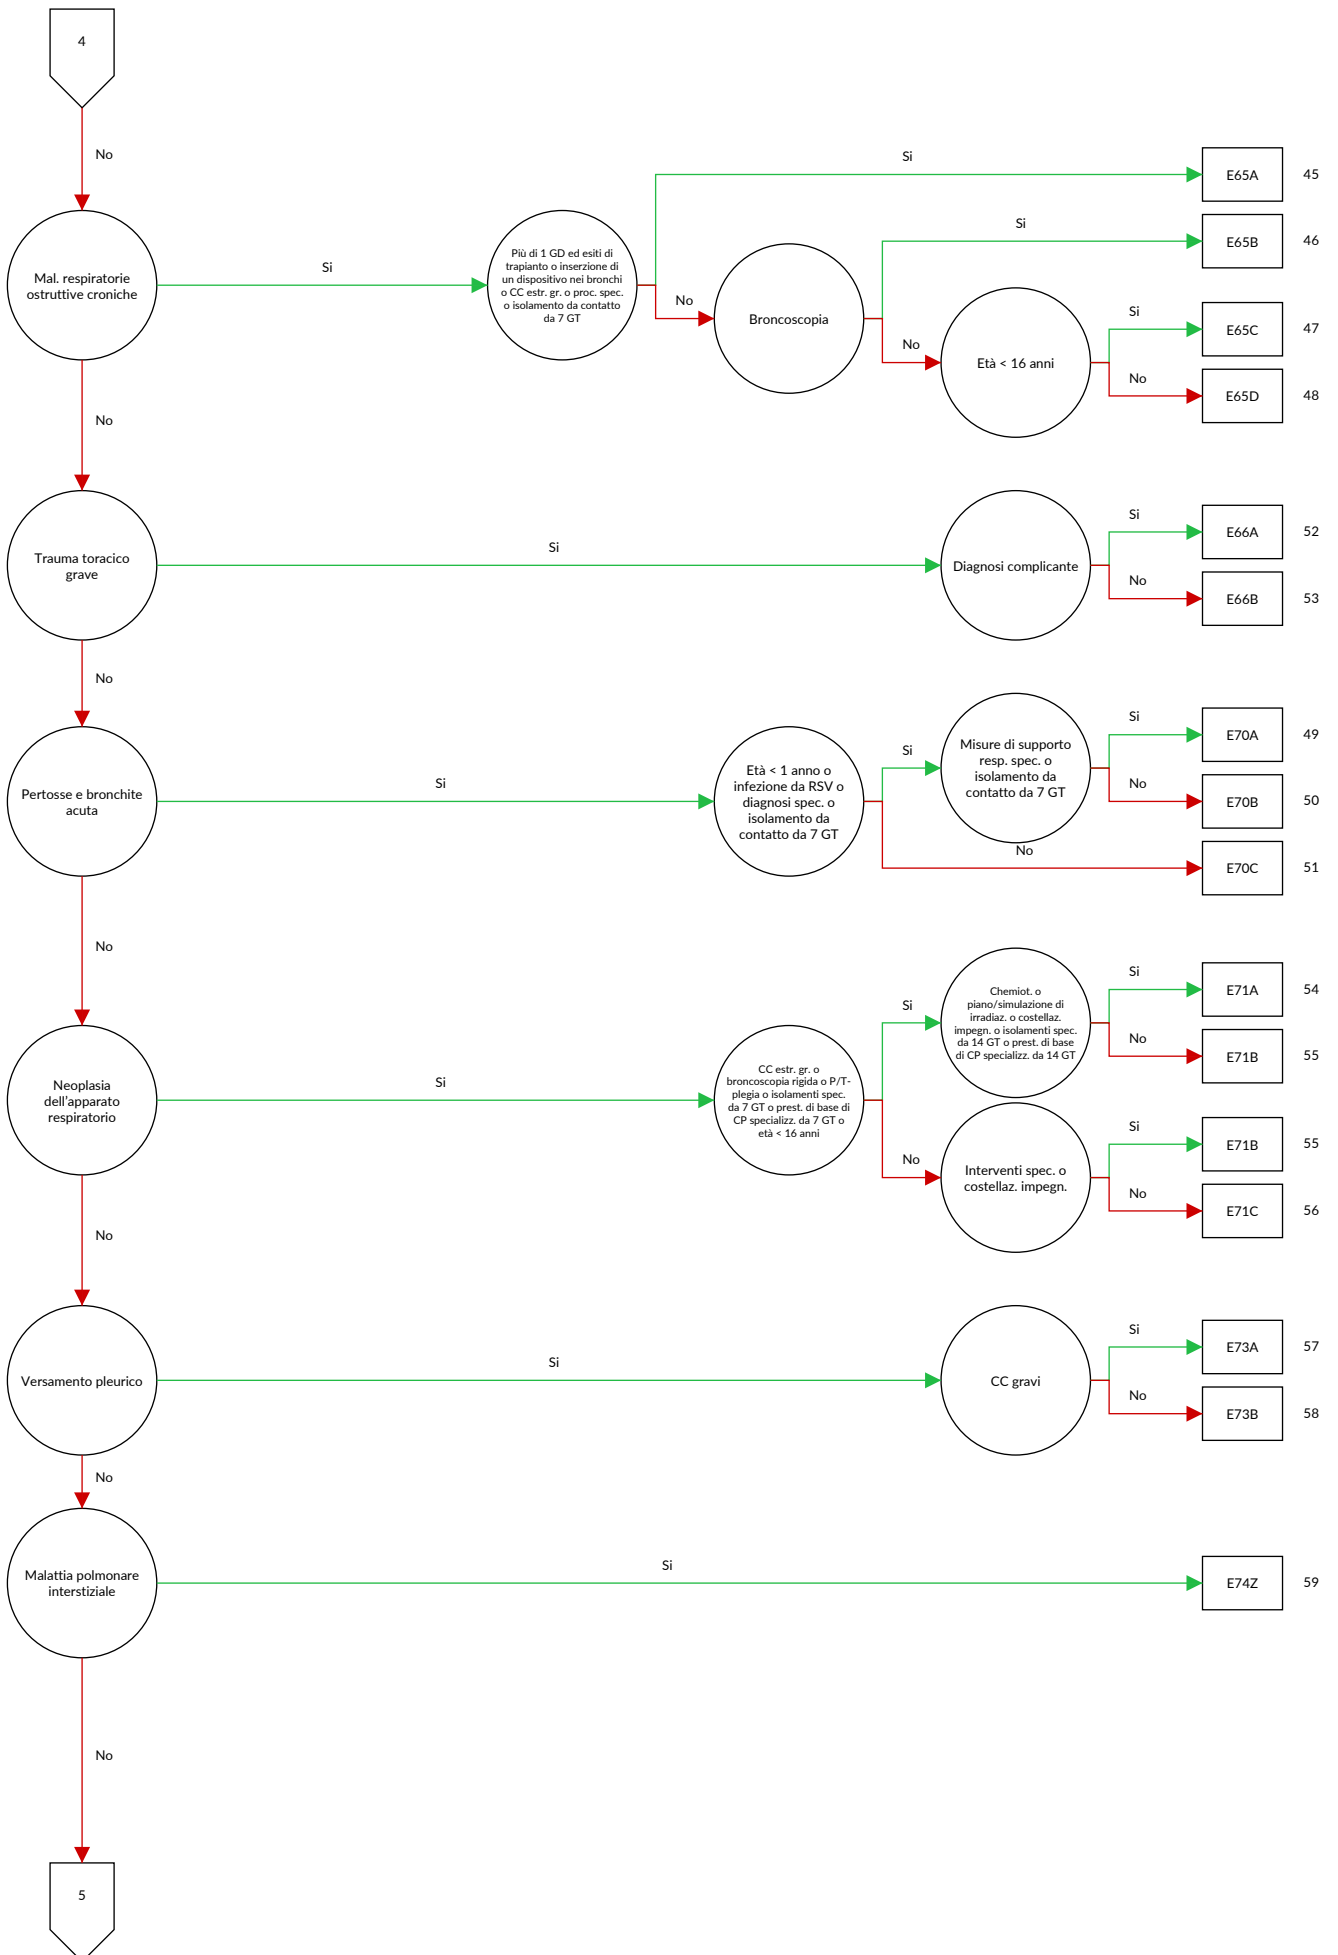 4
No
Si
E65A
45
Si
E65B
46
Mal. respiratorie
ostruttive croniche
Si
Più di 1 GD ed esiti di
trapianto o inserzione di
un dispositivo nei bronchi
o CC estr. gr. o proc. spec.
o isolamento da contatto
da 7 GT
No
Broncoscopia
No
Età < 16 anni
Si
E65C
47
No
E65D
48
No
Trauma toracico
grave
Si
Diagnosi complicante
Si
E66A
52
No
E66B
53
No
Pertosse e bronchite
acuta
Si
Età < 1 anno o
infezione da RSV o
diagnosi spec. o
isolamento da
contatto da 7 GT
Si
Misure di supporto
resp. spec. o
isolamento da
contatto da 7 GT
Si
E70A
49
No
E70B
50
No
E70C
51
No
Neoplasia
dell'apparato
respiratorio
Si
CC estr. gr. o
broncoscopia rigida o P/T-
plegia o isolamenti spec.
da 7 GT o prest. di base di
CP specializz. da 7 GT o
età < 16 anni
Si
Chemiot. o
piano/simulazione di
irradiaz. o costellaz.
impegn. o isolamenti spec.
da 14 GT o prest. di base
di CP specializz. da 14 GT
Si
E71A
54
No
E71B
55
No
Interventi spec. o
costellaz. impegn.
Si
E71B
55
No
E71C
56
No
Versamento pleurico
Si
CC gravi
Si
E73A
57
No
E73B
58
No
Malattia polmonare
interstiziale
Si
E74Z
59
No
5